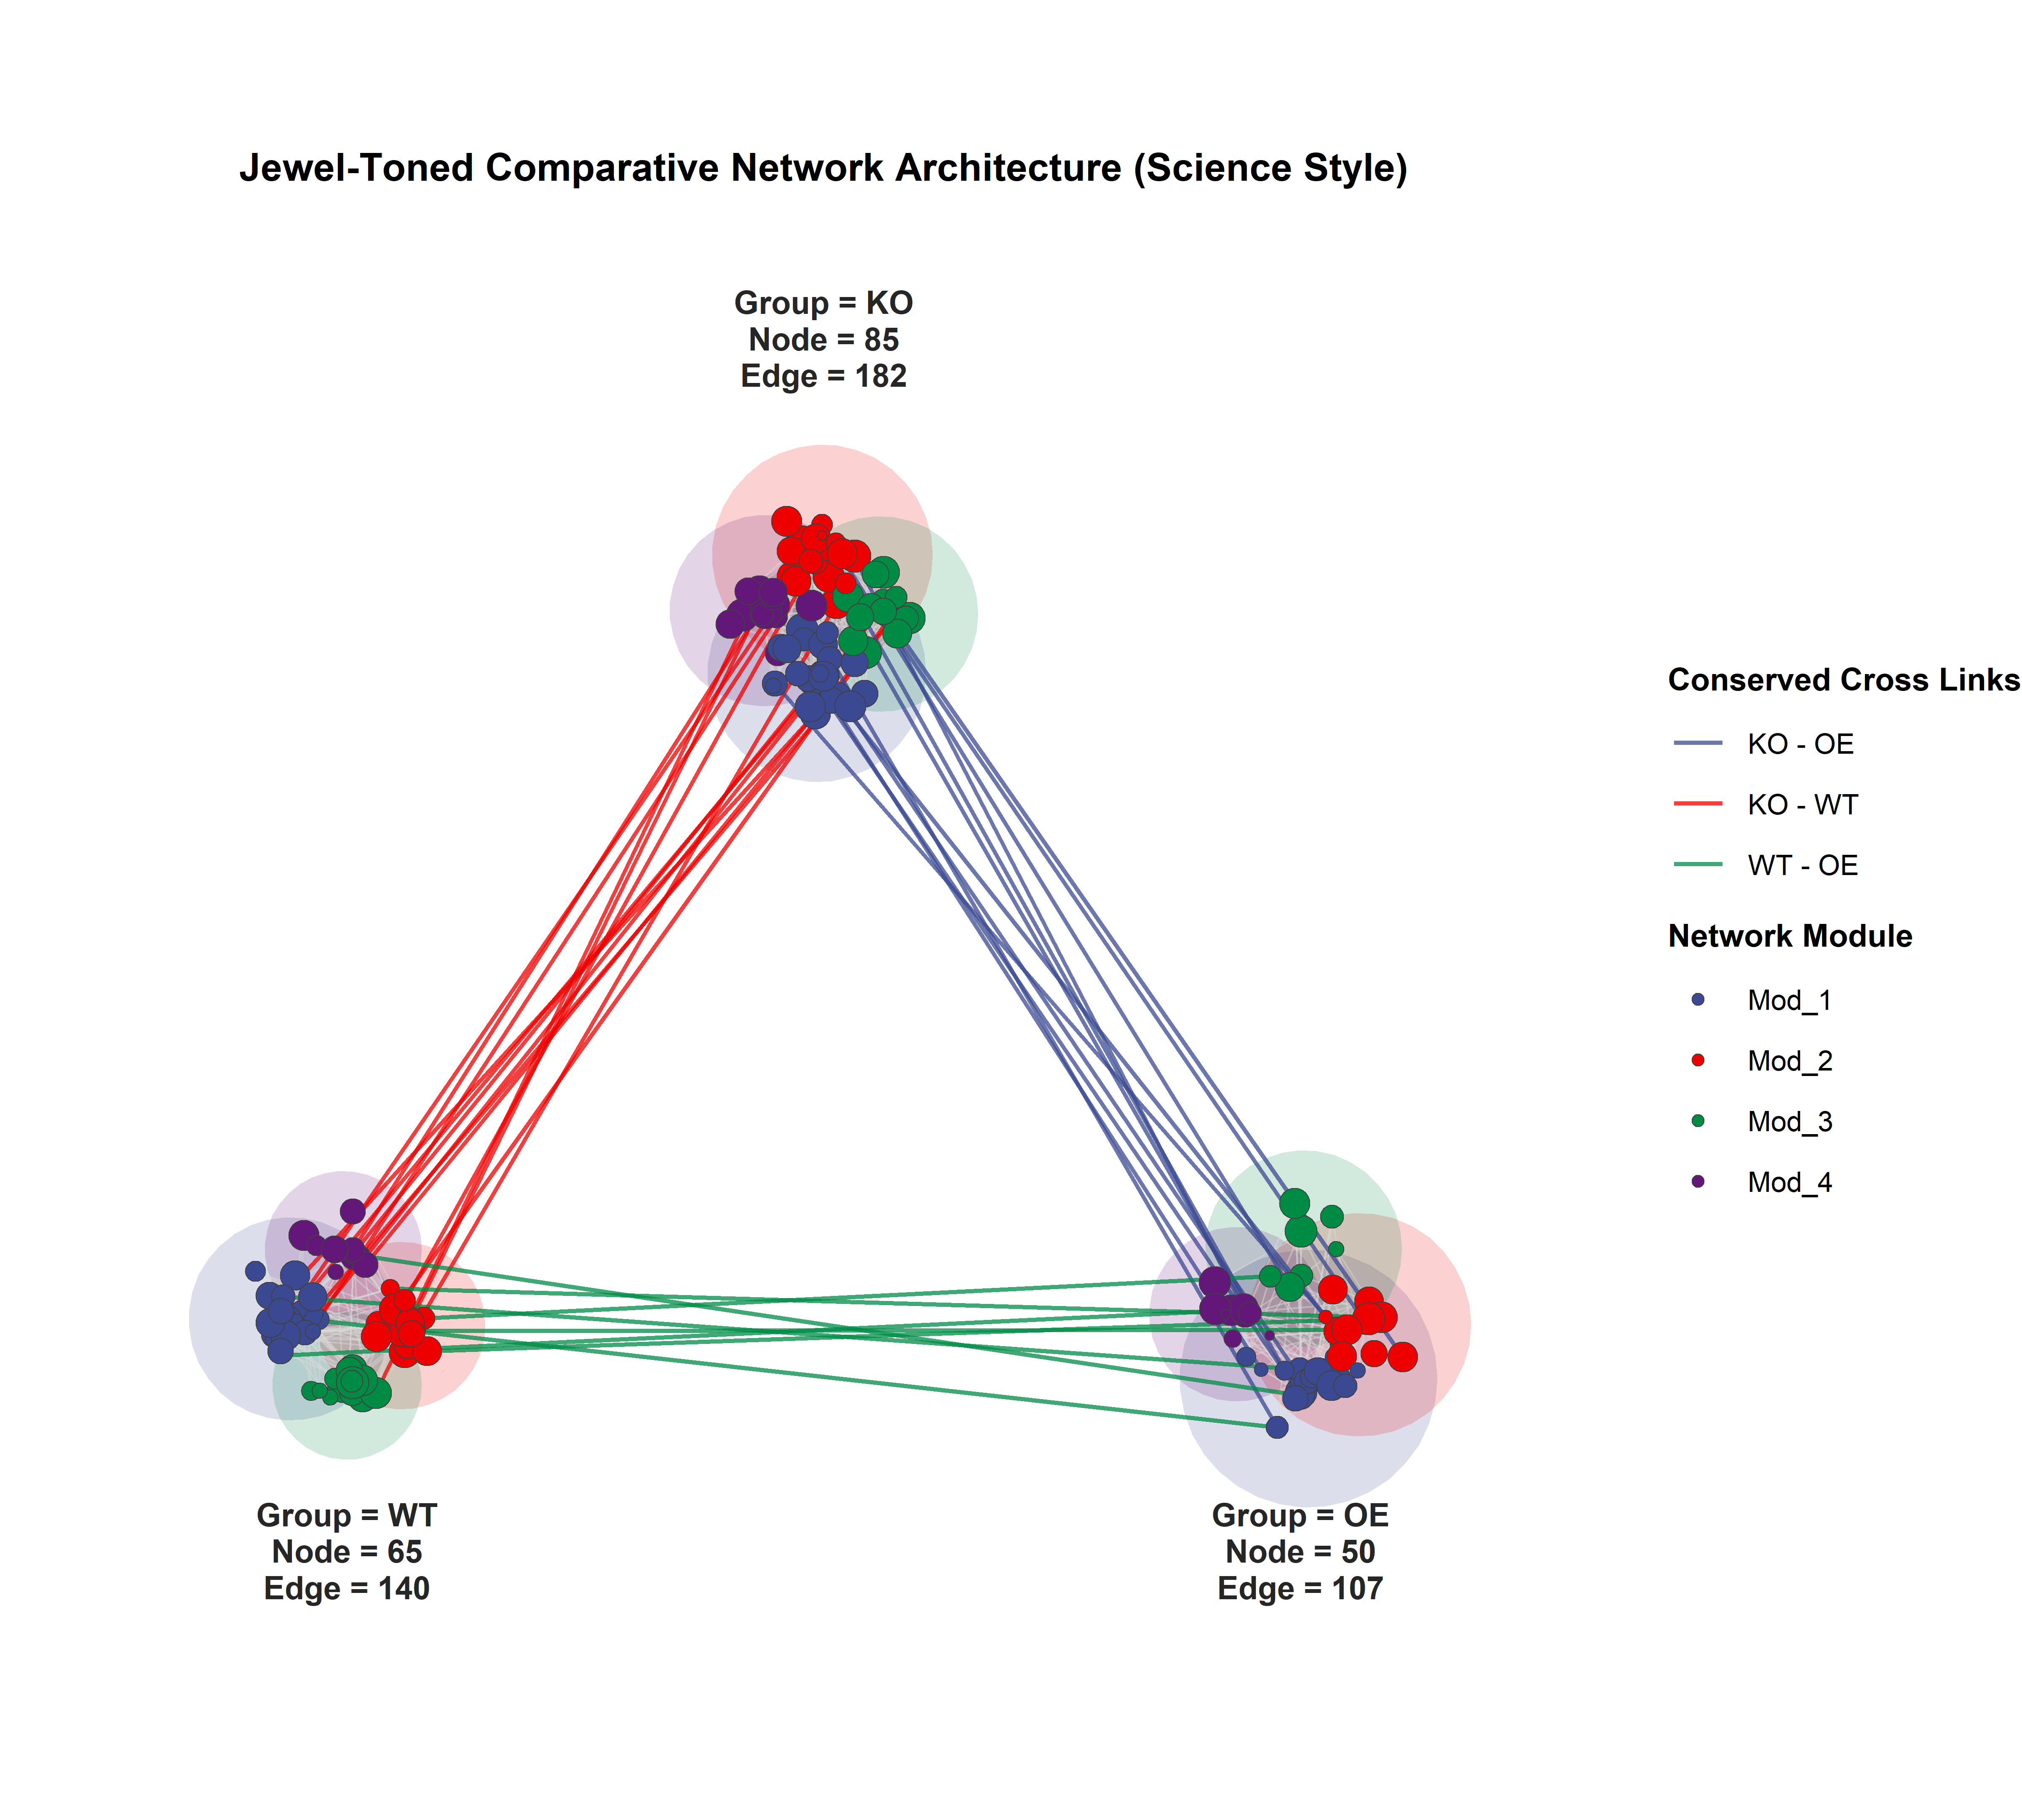 Jewel-Toned Comparative Network Architecture (Science Style)
Group = KO
Node = 85
Edge = 182
Conserved Cross Links
KO - OE
KO - WT
WT - OE
Network Module
Mod_1
Mod_2
Mod_3
Mod_4
Group = WT
Node = 65
Edge = 140
Group = OE
Node = 50
Edge = 107